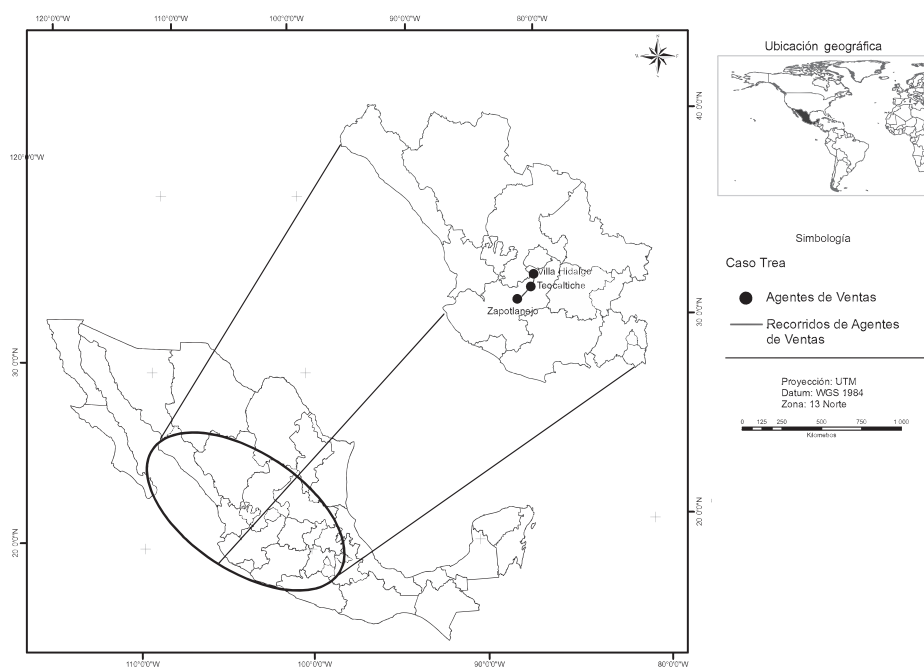 120°0'0"W
110°0'0"W
100°0'0"W
90°0'0"W
80°0'0"W
Ubicación geográfica
N
40°0'0"N
120°0'0"W
Simbología
Caso Trea
Villa Hidalgo
Teocaltiche
Zapotlanejo
Agentes de Ventas
30°0'0"N
Recorridos de Agentes
de Ventas
30°0'0"N
Proyección: UTM
Datum: WGS 1984
Zona: 13 Norte
0 125 250 500 750 1 000
Kilometros
20°0'0"N
20°0'0"N
110°0'0"W
100°0'0"W
90°0'0"W
80°0'0"W